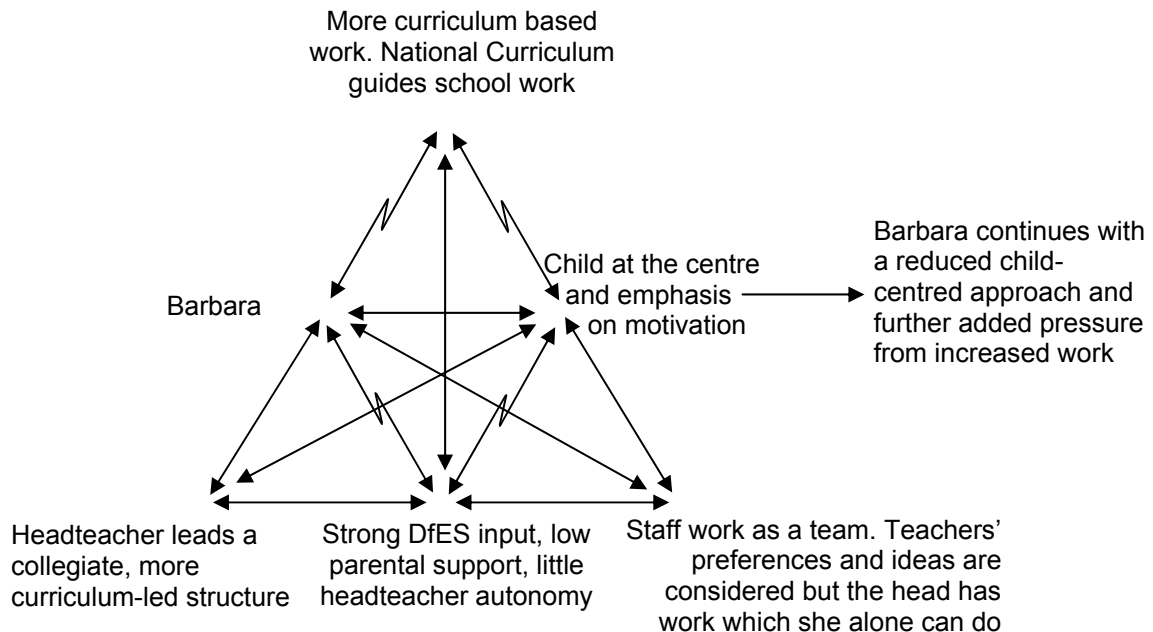 More curriculum based
work. National Curriculum
guides school work
Barbara
Child at the centre
and emphasis
on motivation
Barbara continues with
a reduced child-
centred approach and
further added pressure
from increased work
Headteacher leads a
collegiate, more
curriculum-led structure
Strong DfES input, low
parental support, little
headteacher autonomy
Staff work as a team. Teachers’
preferences and ideas are
considered but the head has
work which she alone can do